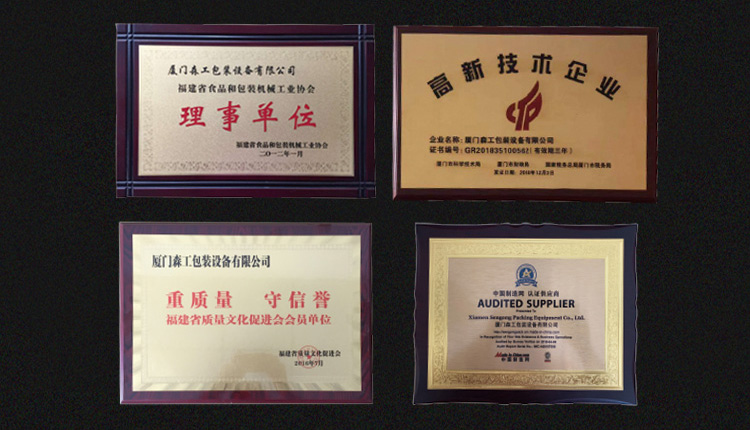 厦门森工包装设备有限公司
福建省食品和包装机械工业协会
理事单位
福建省食品和包装机械工业协会
二〇一二年一月
高新技术企业
企业名称: 厦门森工包装设备有限公司
证书编号: GR201835100562( 有效期三年)
厦门市科学技术局 厦门市财政局 国家税务总局厦门市税务局
发证日期: 2018年12月3日
厦门森工包装设备有限公司
重质量 守信誉
福建省质量文化促进会会员单位
福建省质量文化促进会
2016年7月
中国制造网 认证供应商
AUDITED SUPPLIER
Presented To
Xiamen Sengong Packing Equipment Co., Ltd.
厦门森工包装设备有限公司
Made-in-China.com
中国制造网